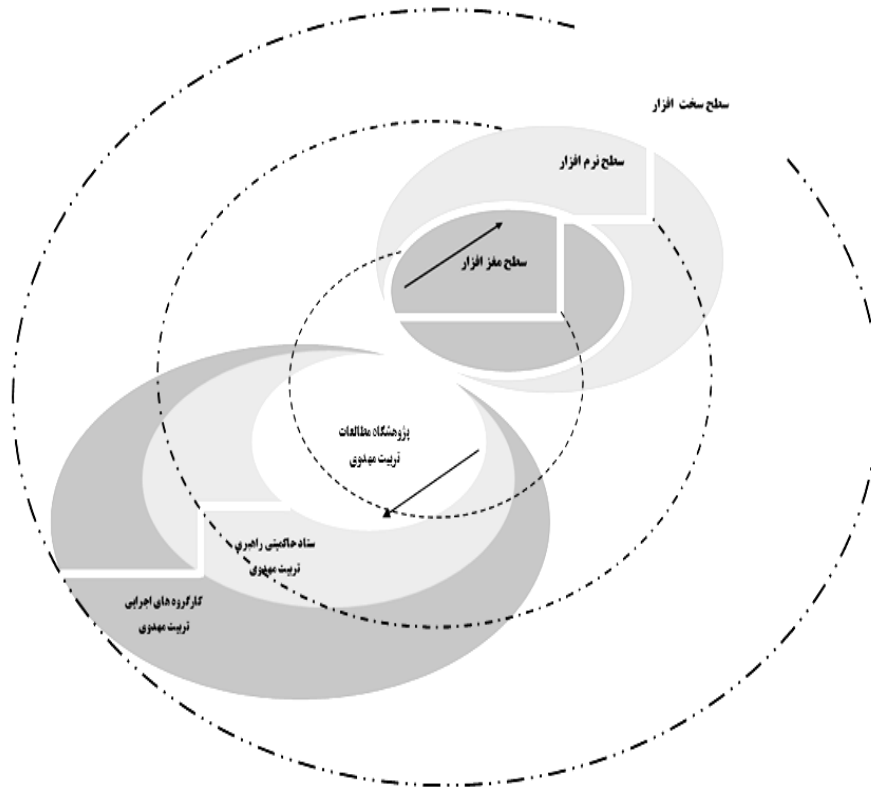 سطح سخت افزار
سطح نرم افزار
سطح مغز افزار
پژوهشگاه مطالعات
تربیت مهدوی
ستاد حاکمیتی راهبری
تربیت مهدوی
کارگروه های اجرایی
تربیت مهدوی